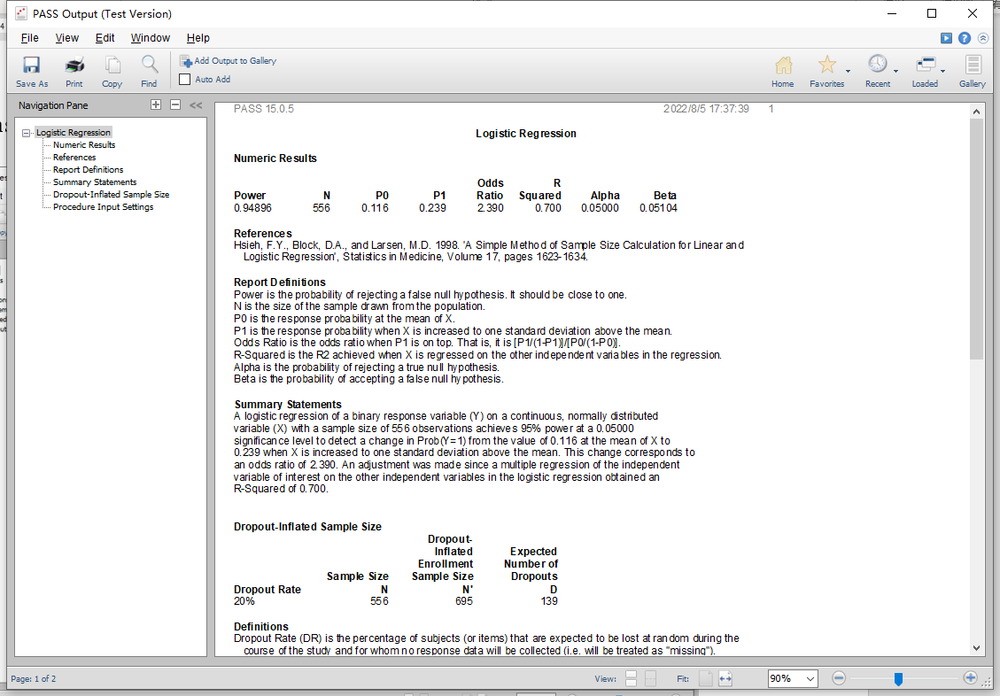 PASS Output (Test Version)
File View Edit Window Help
Save As Print Copy Find Add Output to Gallery Auto Add Home Favorites Recent Loaded Gallery
Navigation Pane
Logistic Regression
Numeric Results
References
Report Definitions
Summary Statements
Dropout-Inflated Sample Size
Procedure Input Settings
PASS 15.0.5 2022/8/5 17:37:39 1
Logistic Regression
Numeric Results
Odds R
Power N P0 P1 Ratio Squared Alpha Beta
0.94896 556 0.116 0.239 2.390 0.700 0.05000 0.05104
References
Hsieh, F.Y., Block, D.A., and Larsen, M.D. 1998. 'A Simple Method of Sample Size Calculation for Linear and
Logistic Regression', Statistics in Medicine, Volume 17, pages 1623-1634.
Report Definitions
Power is the probability of rejecting a false null hypothesis. It should be close to one.
N is the size of the sample drawn from the population.
P0 is the response probability at the mean of X.
P1 is the response probability when X is increased to one standard deviation above the mean.
Odds Ratio is the odds ratio when P1 is on top. That is, it is [P1/(1-P1)]/[P0/(1-P0)].
R-Squared is the R2 achieved when X is regressed on the other independent variables in the regression.
Alpha is the probability of rejecting a true null hypothesis.
Beta is the probability of accepting a false null hypothesis.
Summary Statements
A logistic regression of a binary response variable (Y) on a continuous, normally distributed
variable (X) with a sample size of 556 observations achieves 95% power at a 0.05000
significance level to detect a change in Prob(Y=1) from the value of 0.116 at the mean of X to
0.239 when X is increased to one standard deviation above the mean. This change corresponds to
an odds ratio of 2.390. An adjustment was made since a multiple regression of the independent
variable of interest on the other independent variables in the logistic regression obtained an
R-Squared of 0.700.
Dropout-Inflated Sample Size
Dropout-
Inflated Expected
Enrollment Number of
Sample Size Sample Size Dropouts
Dropout Rate N N' D
20% 556 695 139
Definitions
Dropout Rate (DR) is the percentage of subjects (or items) that are expected to be lost at random during the
course of the study and for whom no response data will be collected (i.e. will be treated as "missing").
Page: 1 of 2 View: Fit: 90%